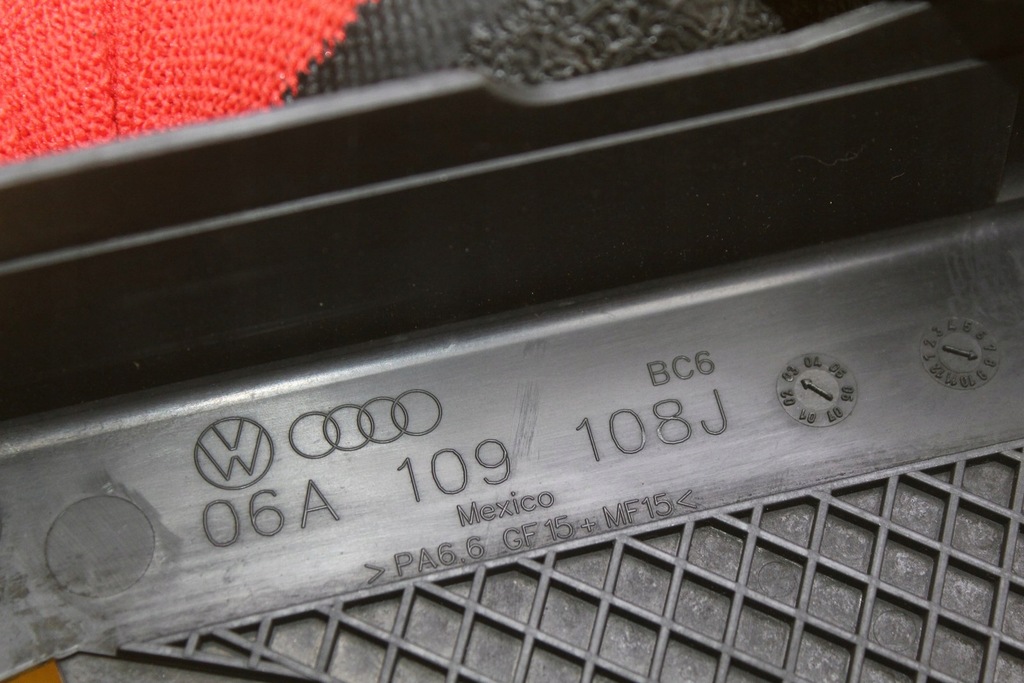 BC6
06A 109 108J
Mexico
>PA6.6 GF15+MF15<